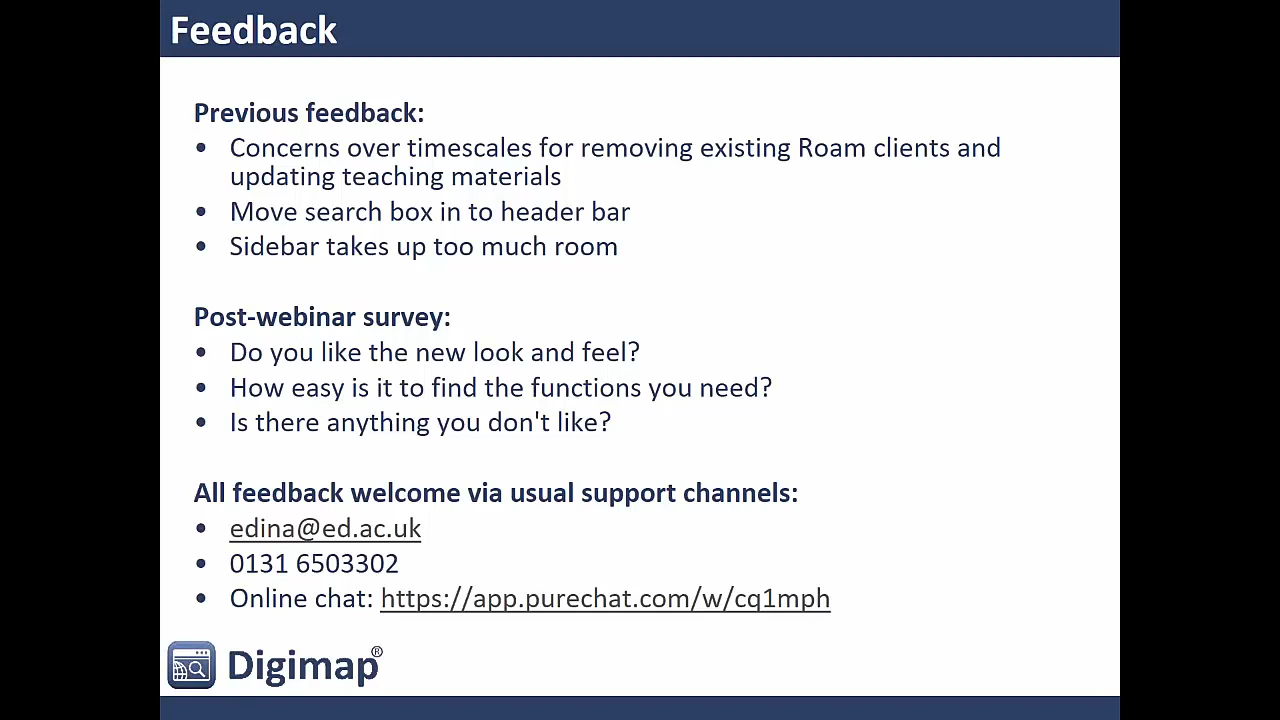 Feedback
Previous feedback:
• Concerns over timescales for removing existing Roam clients and
updating teaching materials
• Move search box in to header bar
• Sidebar takes up too much room
Post-webinar survey:
• Do you like the new look and feel?
• How easy is it to find the functions you need?
• Is there anything you don't like?
All feedback welcome via usual support channels:
• edina@ed.ac.uk
• 0131 6503302
• Online chat: https://app.purechat.com/w/cq1mph
Digimap®